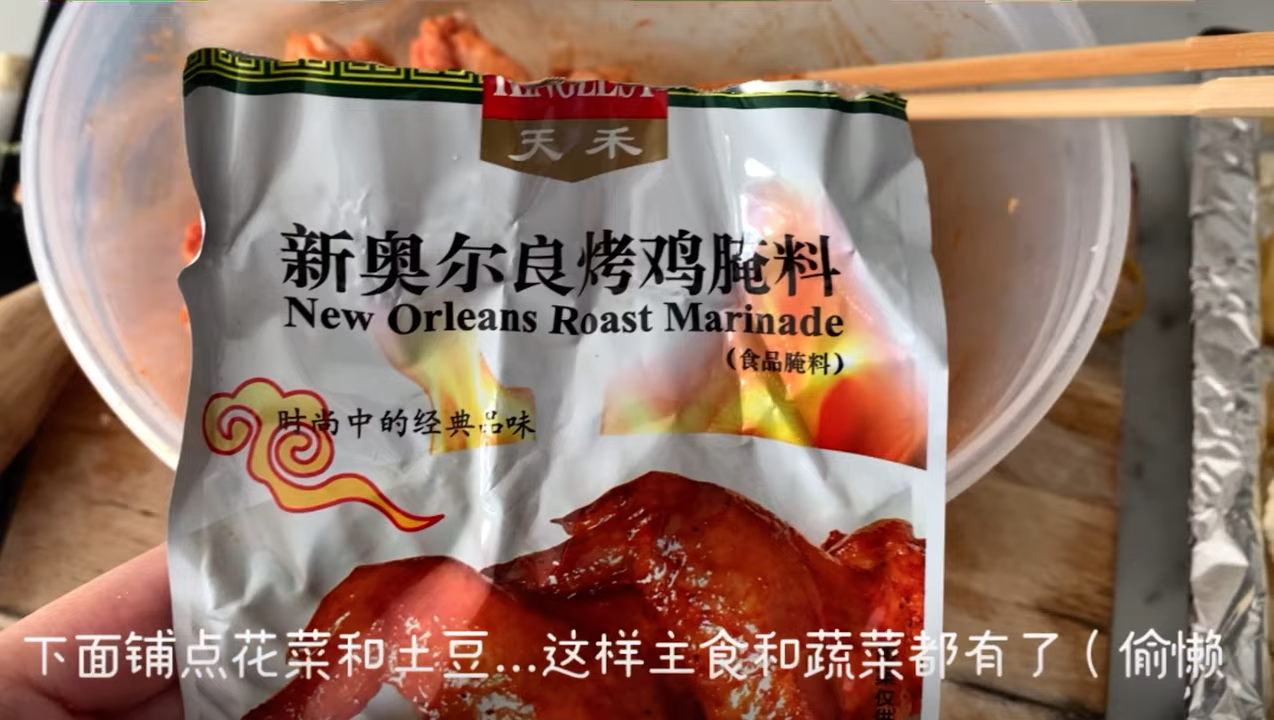 天禾
新奥尔良烤鸡腌料
New Orleans Roast Marinade
（食品腌料）
时尚中的经典品味
下面铺点花菜和土豆...这样主食和蔬菜都有了（偷懒